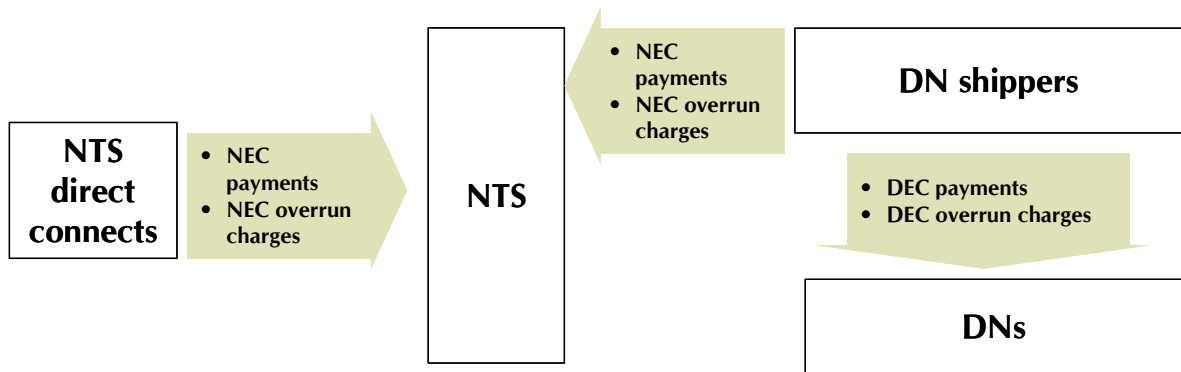 NTS
direct
connects
• NEC
payments
• NEC overrun
charges
NTS
• NEC
payments
• NEC overrun
charges
DN shippers
• DEC payments
• DEC overrun charges
DNs